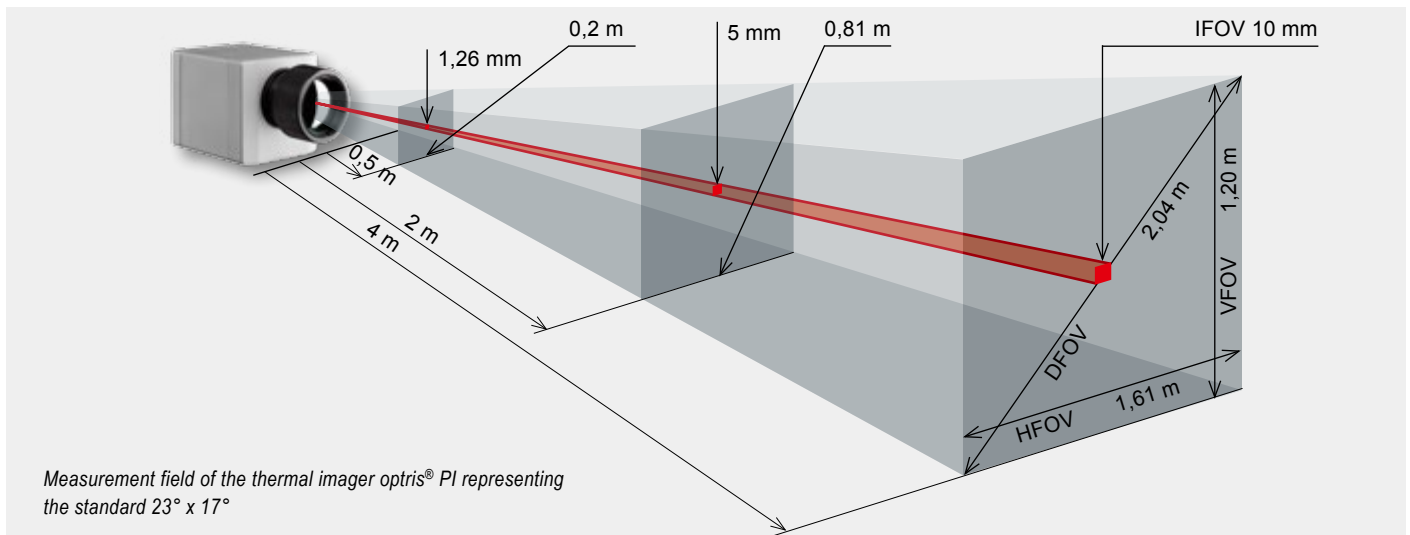 0,2 m
5 mm
0,81 m
IFOV 10 mm
1,26 mm
0,5 m
2 m
4 m
2,04 m
DFOV
1,20 m
VFOV
HFOV 1,61 m
Measurement field of the thermal imager optris® PI representing
the standard 23° x 17°